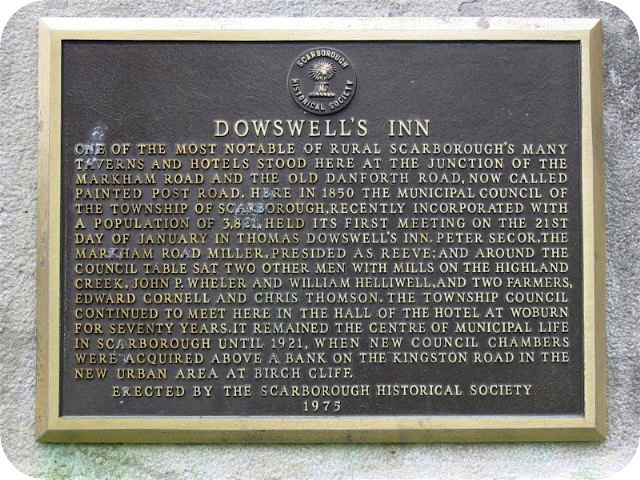 SCARBOROUGH
HISTORICAL SOCIETY
DOWSWELL'S INN
ONE OF THE MOST NOTABLE OF RURAL SCARBOROUGH'S MANY
TAVERNS AND HOTELS STOOD HERE AT THE JUNCTION OF THE
MARKHAM ROAD AND THE OLD DANFORTH ROAD, NOW CALLED
PAINTED POST ROAD. HERE IN 1850 THE MUNICIPAL COUNCIL OF
THE TOWNSHIP OF SCARBOROUGH, RECENTLY INCORPORATED WITH
A POPULATION OF 3,821, HELD ITS FIRST MEETING ON THE 21ST
DAY OF JANUARY IN THOMAS DOWSWELL'S INN. PETER SECOR, THE
MARKHAM ROAD MILLER, PRESIDED AS REEVE; AND AROUND THE
COUNCIL TABLE SAT TWO OTHER MEN WITH MILLS ON THE HIGHLAND
CREEK, JOHN P. WHELER AND WILLIAM HELLIWELL, AND TWO FARMERS,
EDWARD CORNELL AND CHRIS THOMSON. THE TOWNSHIP COUNCIL
CONTINUED TO MEET HERE IN THE HALL OF THE HOTEL AT WOBURN
FOR SEVENTY YEARS. IT REMAINED THE CENTRE OF MUNICIPAL LIFE
IN SCARBOROUGH UNTIL 1921, WHEN NEW COUNCIL CHAMBERS
WERE ACQUIRED ABOVE A BANK ON THE KINGSTON ROAD IN THE
NEW URBAN AREA AT BIRCH CLIFF.
ERECTED BY THE SCARBOROUGH HISTORICAL SOCIETY
1975